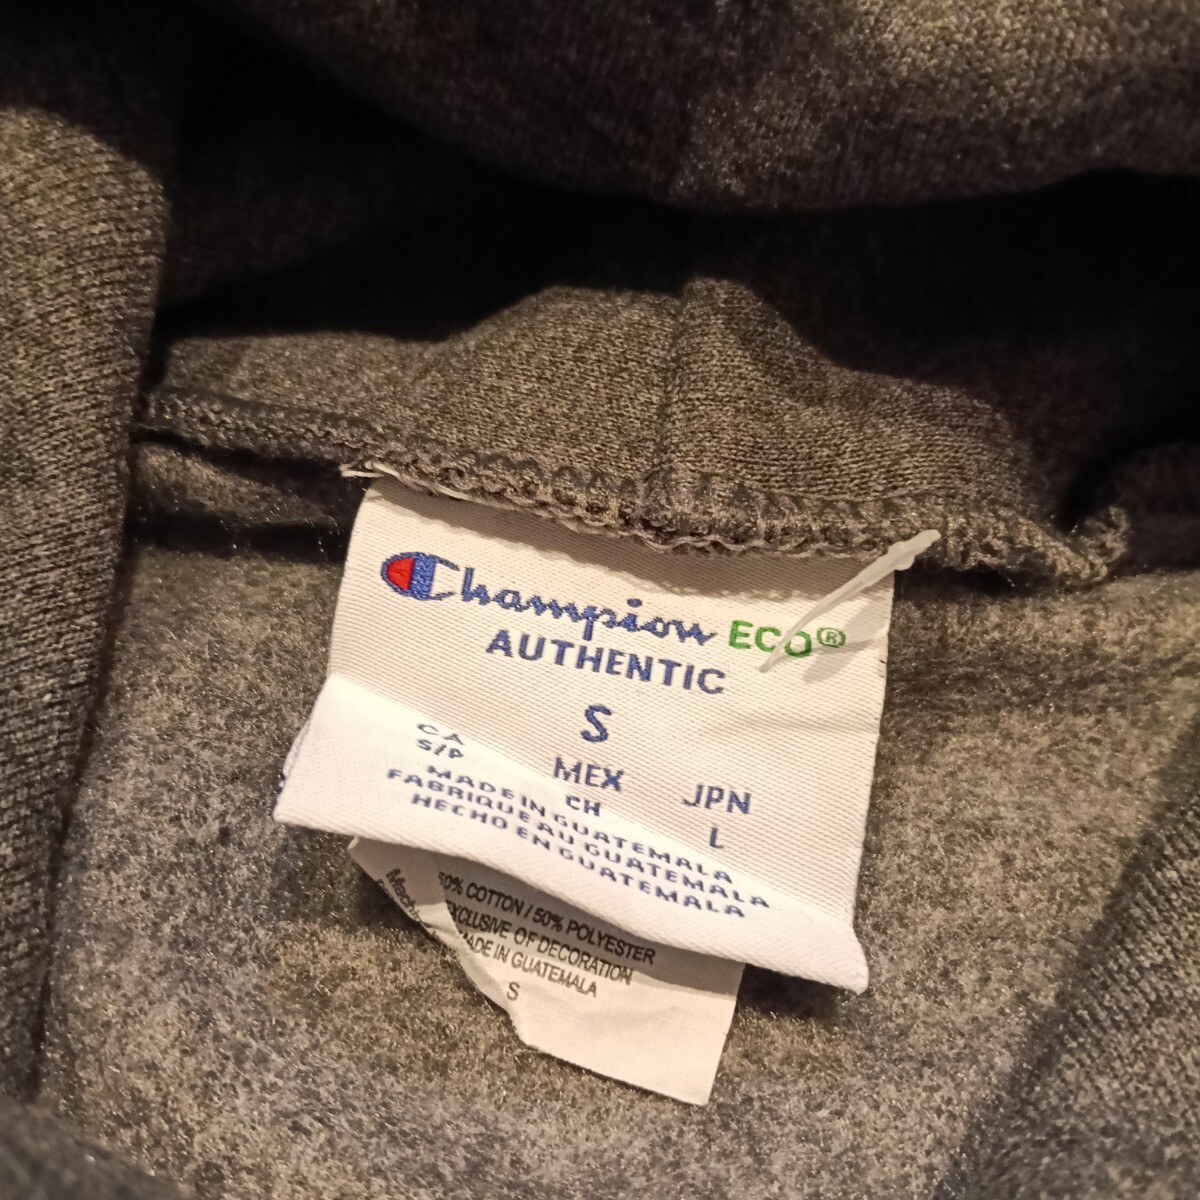 Champion ECO®
AUTHENTIC
S
CA MEX JPN
S/P CH L
MADE IN GUATEMALA
FABRIQUE AU GUATEMALA
HECHO EN GUATEMALA
50% COTTON / 50% POLYESTER
EXCLUSIVE OF DECORATION
MADE IN GUATEMALA
S